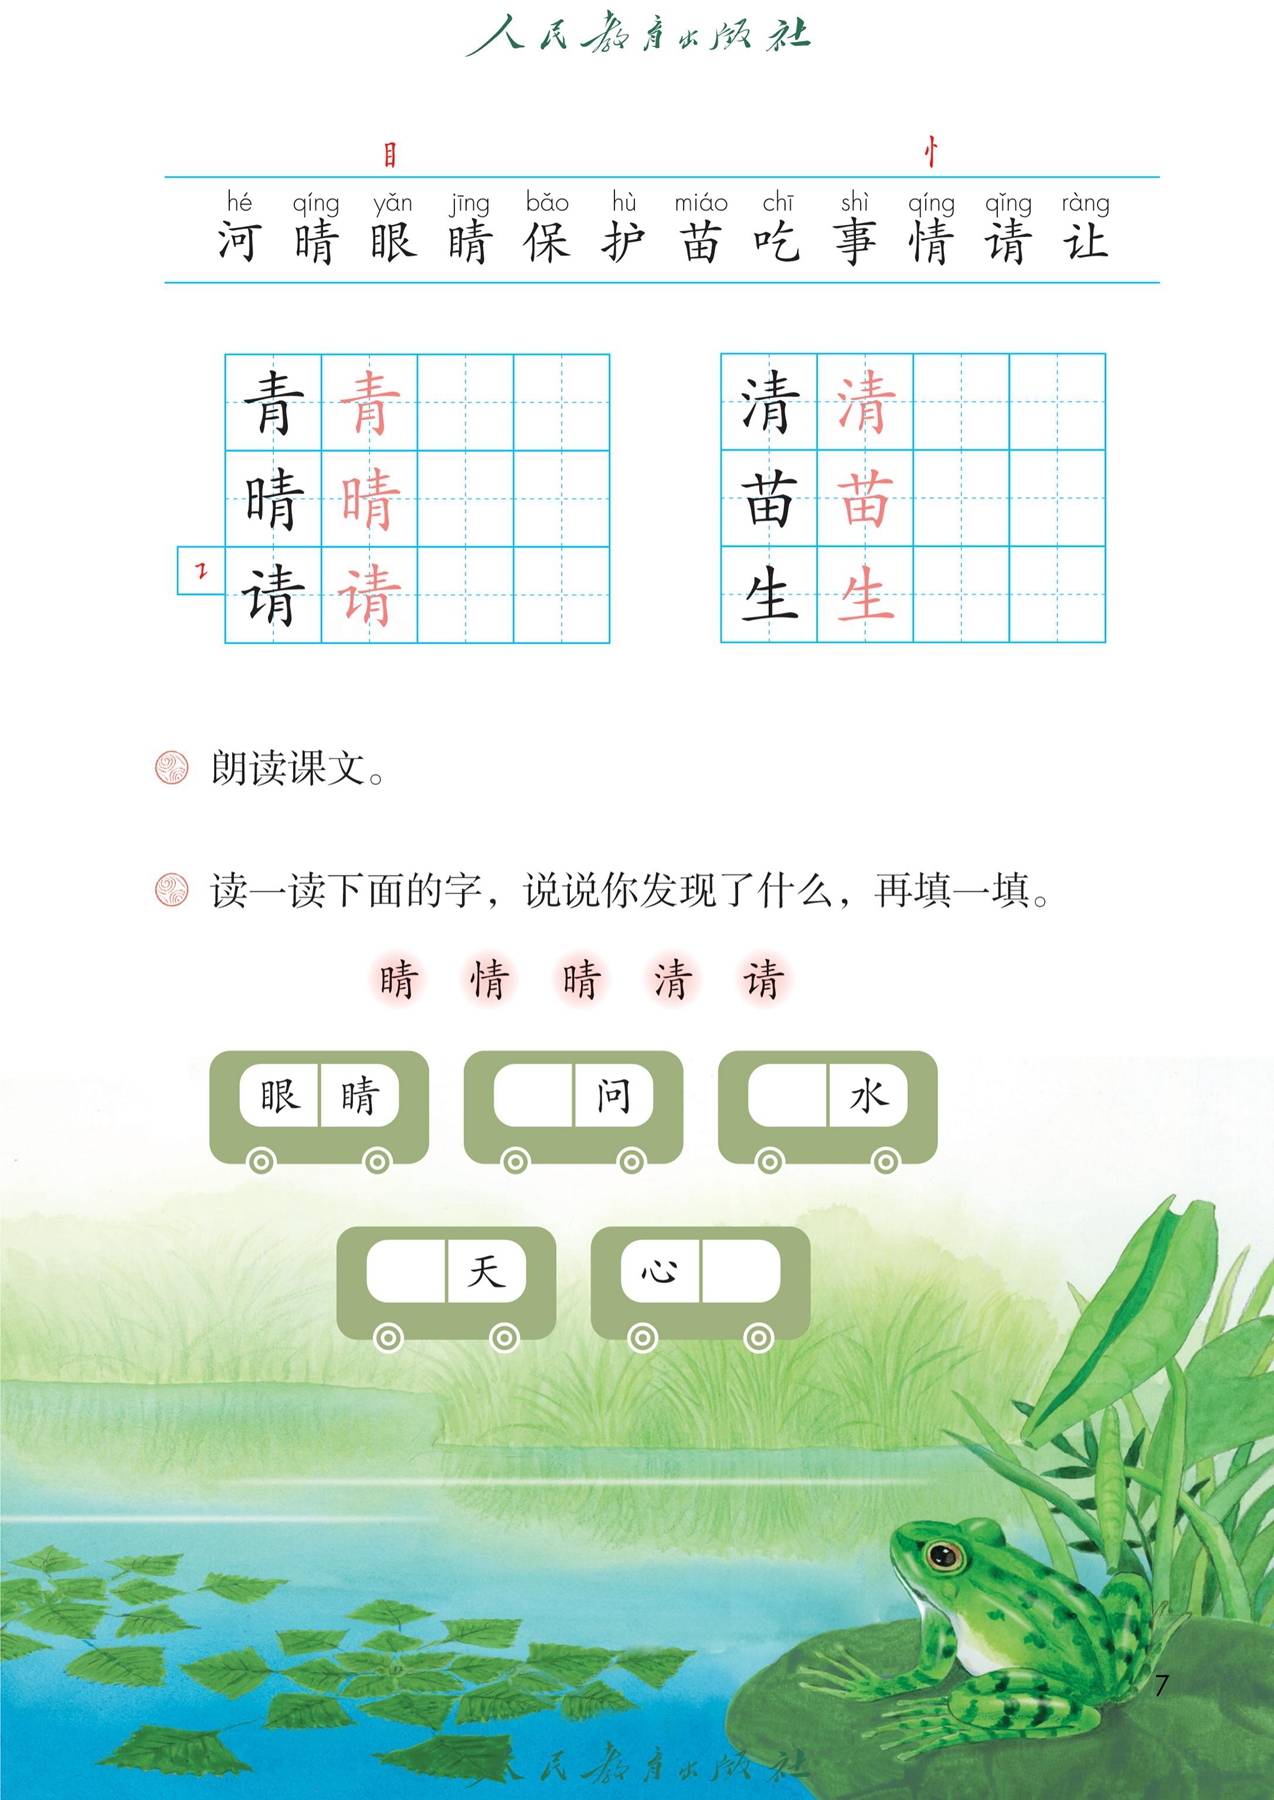 人民教育出版社
目 忄
hé qíng yǎn jīng bǎo hù miáo chī shì qíng qǐng ràng
河 晴 眼 睛 保 护 苗 吃 事 情 请 让
青 青 清 清
晴 晴 苗 苗
㇊ 请 请 生 生
朗读课文。
读一读下面的字，说说你发现了什么，再填一填。
睛 情 晴 清 请
眼 睛 问 水
天 心
7
人民教育出版社